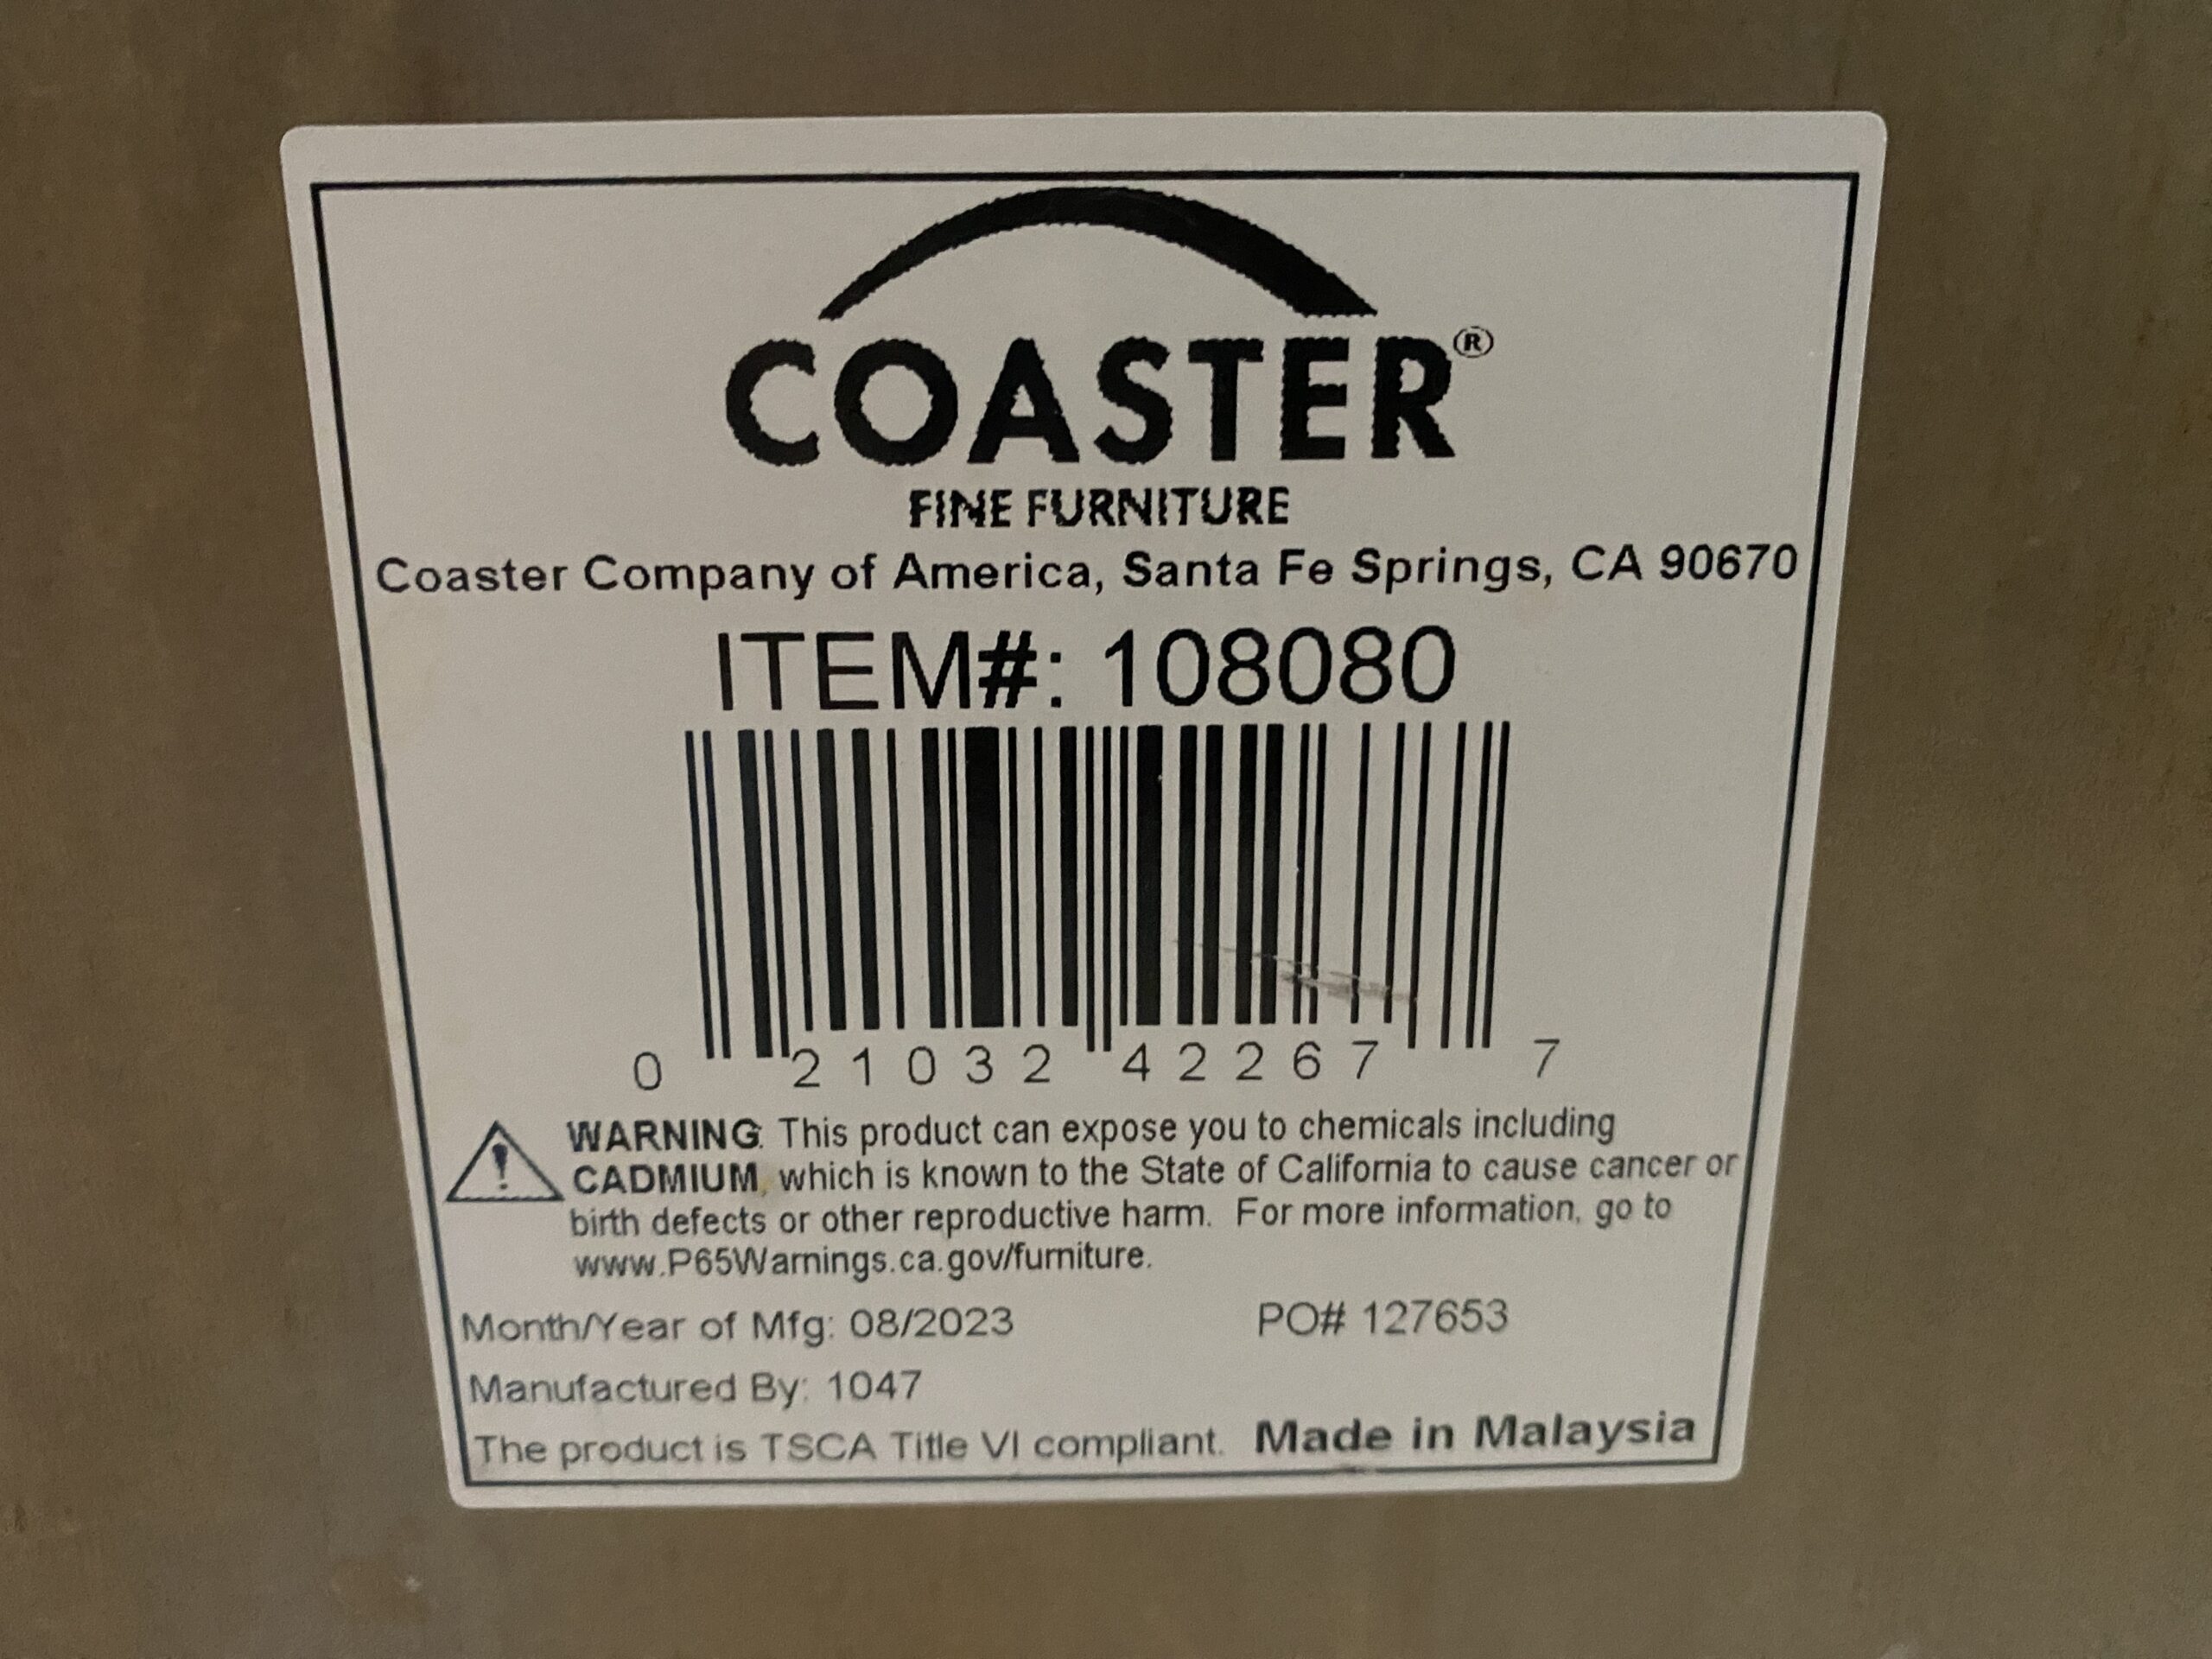 COASTER®
FINE FURNITURE
Coaster Company of America, Santa Fe Springs, CA 90670
ITEM#: 108080
0 21032 42267 7
WARNING: This product can expose you to chemicals including
CADMIUM, which is known to the State of California to cause cancer or
birth defects or other reproductive harm. For more information, go to
www.P65Warnings.ca.gov/furniture.
Month/Year of Mfg: 08/2023 PO# 127653
Manufactured By: 1047
The product is TSCA Title VI compliant. Made in Malaysia